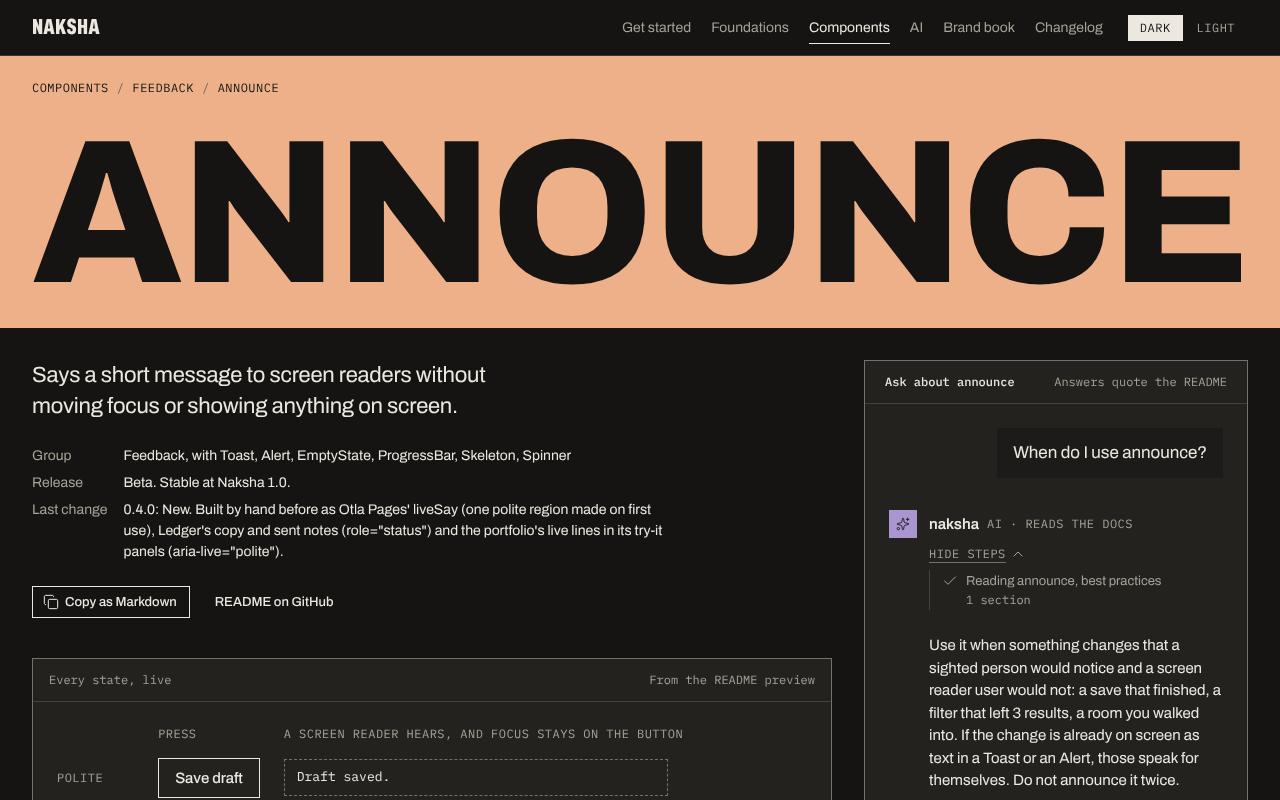 NAKSHA
Get started
Foundations
Components
AI
Brand book
Changelog
DARK
LIGHT
COMPONENTS / FEEDBACK / ANNOUNCE
ANNOUNCE
Says a short message to screen readers without
moving focus or showing anything on screen.
Group
Feedback, with Toast, Alert, EmptyState, ProgressBar, Skeleton, Spinner
Release
Beta. Stable at Naksha 1.0.
Last change
0.4.0: New. Built by hand before as Otla Pages' liveSay (one polite region made on first
use), Ledger's copy and sent notes (role="status") and the portfolio's live lines in its try-it
panels (aria-live="polite").
Copy as Markdown
README on GitHub
Every state, live
From the README preview
PRESS
A SCREEN READER HEARS, AND FOCUS STAYS ON THE BUTTON
POLITE
Save draft
Draft saved.
Ask about announce
Answers quote the README
When do I use announce?
naksha AI · READS THE DOCS
HIDE STEPS
Reading announce, best practices
1 section
Use it when something changes that a
sighted person would notice and a screen
reader user would not: a save that finished, a
filter that left 3 results, a room you walked
into. If the change is already on screen as
text in a Toast or an Alert, those speak for
themselves. Do not announce it twice.